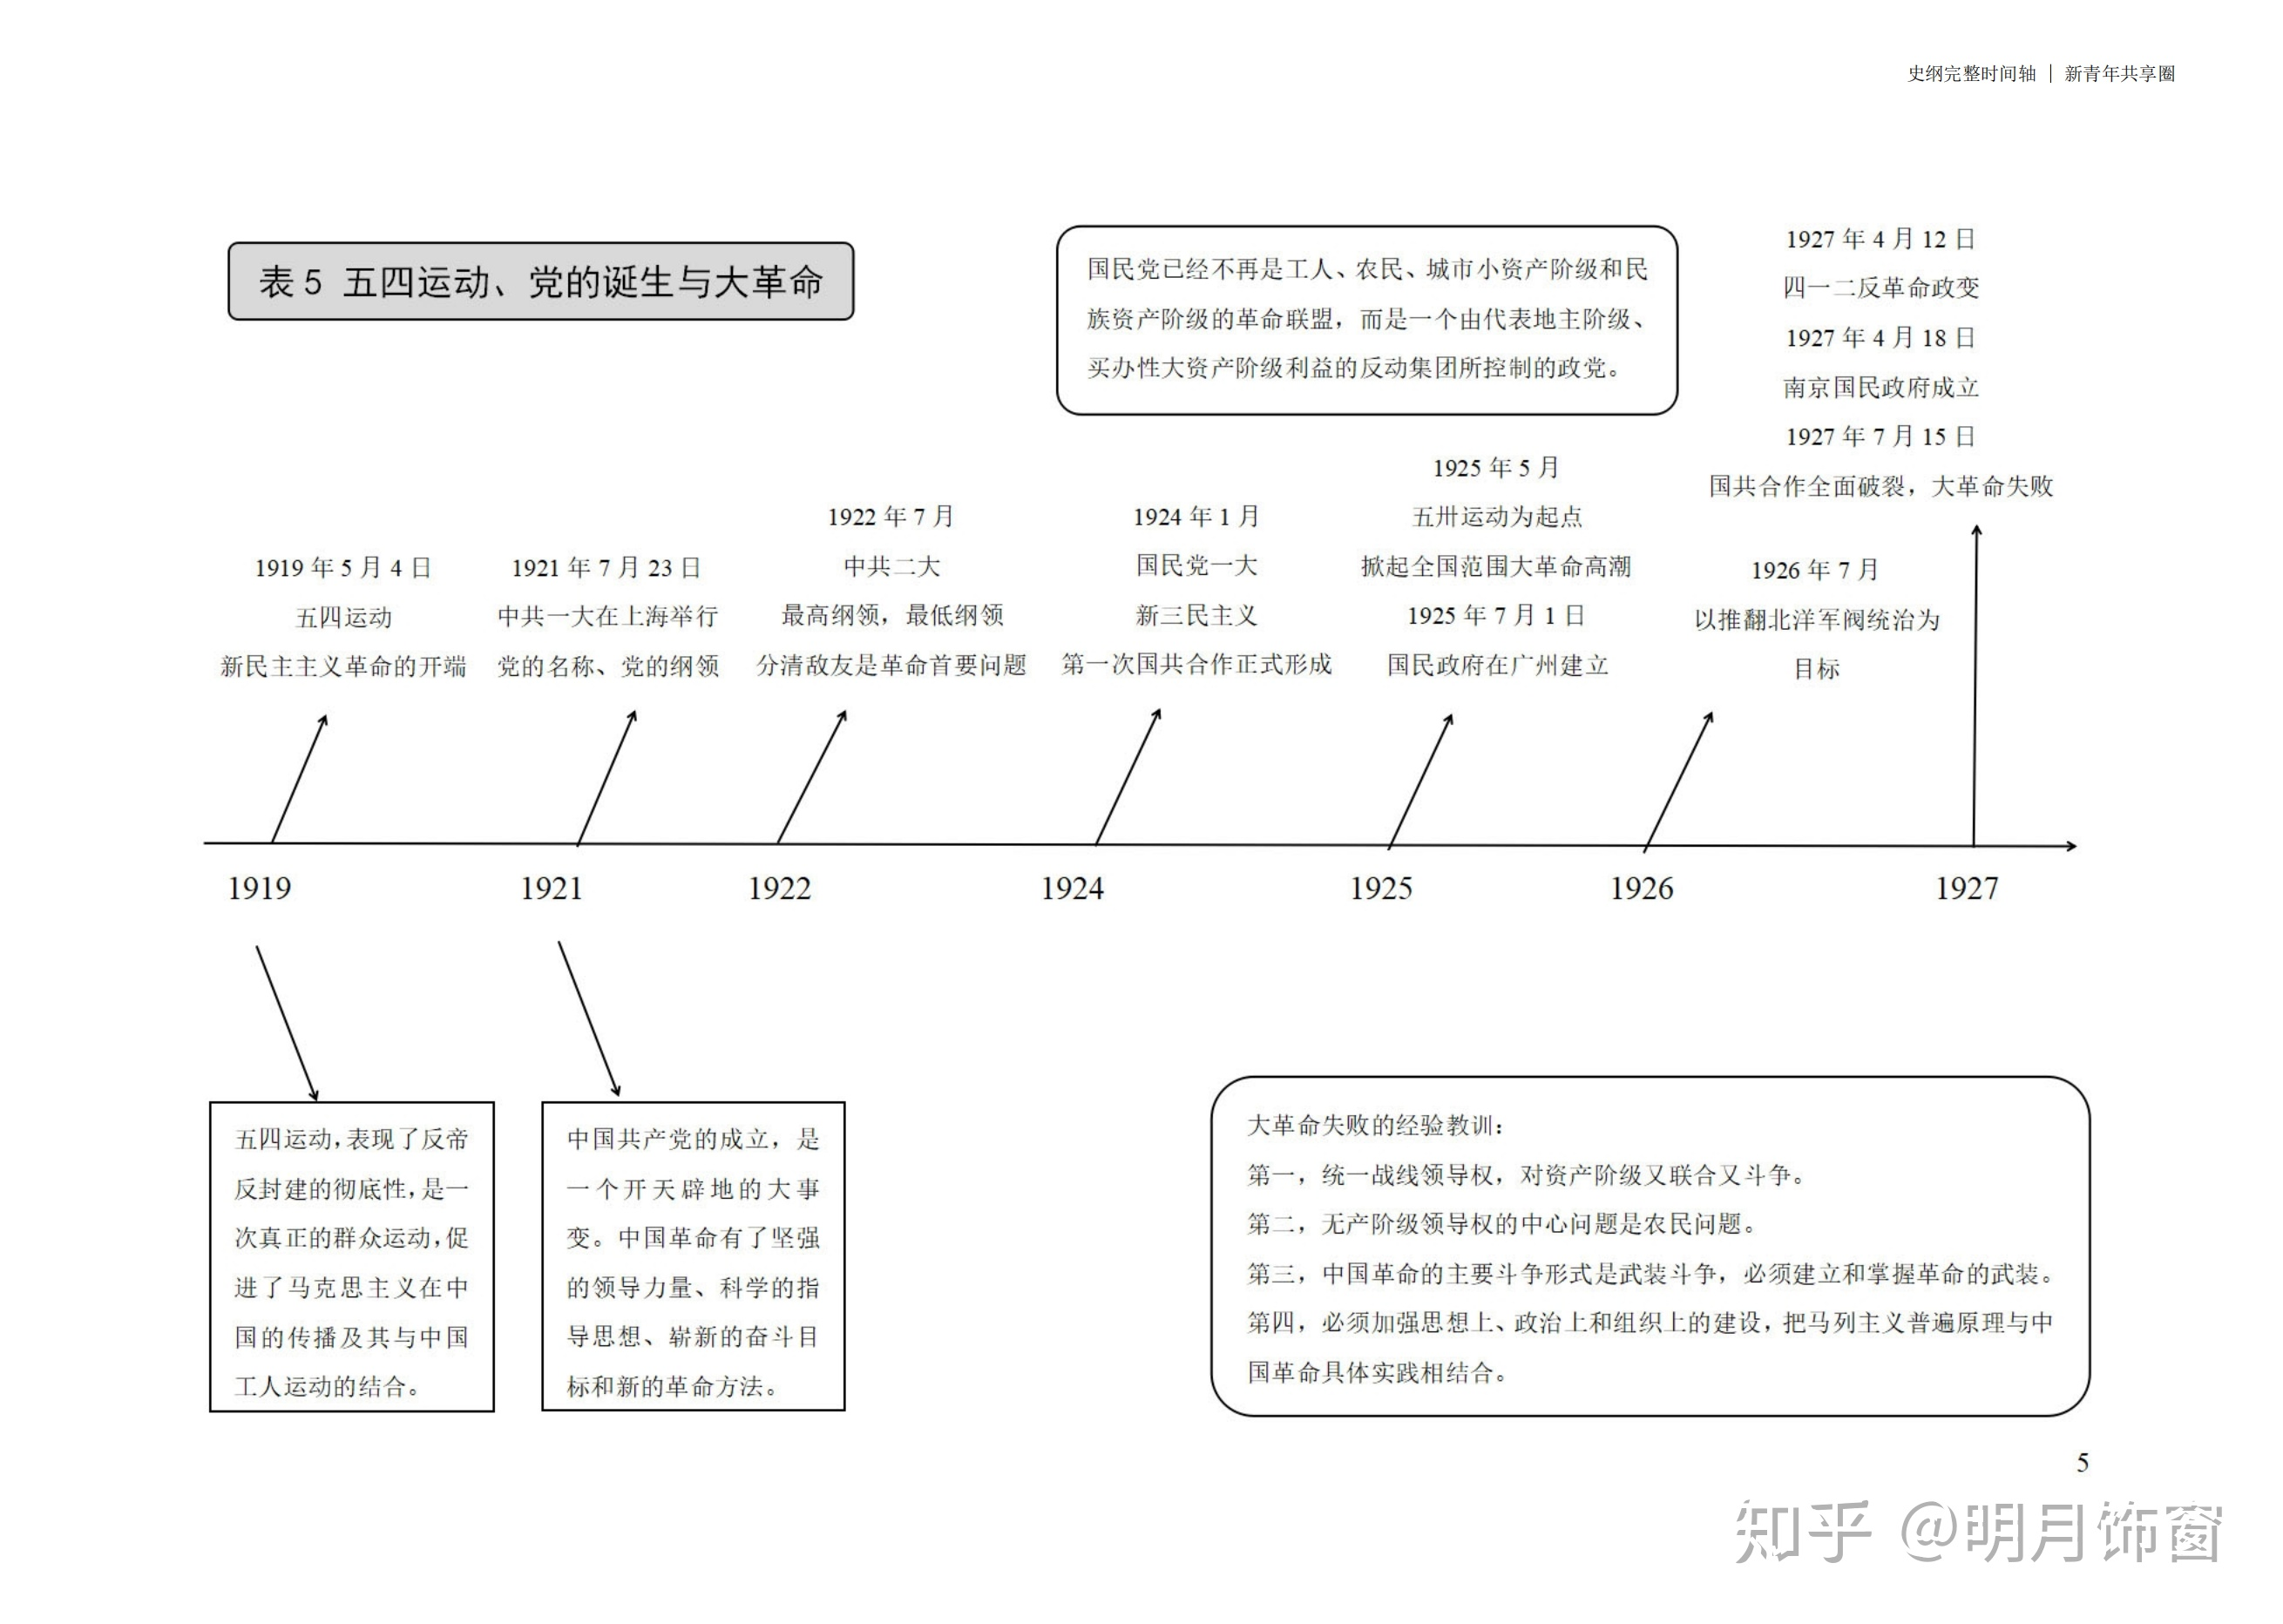 史纲完整时间轴 | 新青年共享圈
表 5 五四运动、党的诞生与大革命
国民党已经不再是工人、农民、城市小资产阶级和民
族资产阶级的革命联盟，而是一个由代表地主阶级、
买办性大资产阶级利益的反动集团所控制的政党。
1919 年 5 月 4 日
五四运动
新民主主义革命的开端
1921 年 7 月 23 日
中共一大在上海举行
党的名称、党的纲领
1922 年 7 月
中共二大
最高纲领，最低纲领
分清敌友是革命首要问题
1924 年 1 月
国民党一大
新三民主义
第一次国共合作正式形成
1925 年 5 月
五卅运动为起点
掀起全国范围大革命高潮
1925 年 7 月 1 日
国民政府在广州建立
1926 年 7 月
以推翻北洋军阀统治为
目标
1927 年 4 月 12 日
四一二反革命政变
1927 年 4 月 18 日
南京国民政府成立
1927 年 7 月 15 日
国共合作全面破裂，大革命失败
1919
1921
1922
1924
1925
1926
1927
五四运动，表现了反帝
反封建的彻底性，是一
次真正的群众运动，促
进了马克思主义在中
国的传播及其与中国
工人运动的结合。
中国共产党的成立，是
一个开天辟地的大事
变。中国革命有了坚强
的领导力量、科学的指
导思想、崭新的奋斗目
标和新的革命方法。
大革命失败的经验教训：
第一，统一战线领导权，对资产阶级又联合又斗争。
第二，无产阶级领导权的中心问题是农民问题。
第三，中国革命的主要斗争形式是武装斗争，必须建立和掌握革命的武装。
第四，必须加强思想上、政治上和组织上的建设，把马列主义普遍原理与中
国革命具体实践相结合。
5
知乎 @明月饰窗